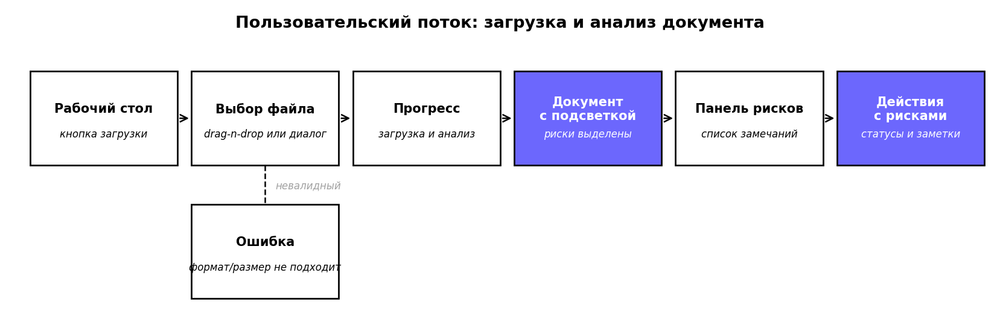 Пользовательский поток: загрузка и анализ документа
Рабочий стол
кнопка загрузки
Выбор файла
drag-n-drop или диалог
Прогресс
загрузка и анализ
Документ
с подсветкой
риски выделены
Панель рисков
список замечаний
Действия
с рисками
статусы и заметки
невалидный
Ошибка
формат/размер не подходит